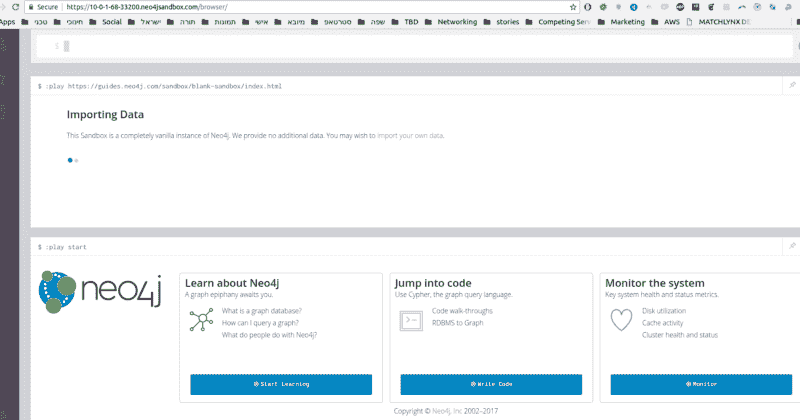 Secure https://10-0-1-68-33200.neo4jsandbox.com/browser/
Apps טכני חינוכי Social ישראל תורה תמונות אישי מיובא סטרטאפ שפה TBD Networking stories Competing Serv Marketing AWS MATCHLYNX DE
$
$ :play https://guides.neo4j.com/sandbox/blank-sandbox/index.html
Importing Data
This Sandbox is a completely vanilla instance of Neo4j. We provide no additional data. You may wish to import your own data.
$ :play start
neo4j
Learn about Neo4j
A graph epiphany awaits you.
What is a graph database?
How can I query a graph?
What do people do with Neo4j?
Start Learning
Jump into code
Use Cypher, the graph query language.
Code walk-throughs
RDBMS to Graph
Write Code
Monitor the system
Key system health and status metrics.
Disk utilization
Cache activity
Cluster health and status
Monitor
Copyright © Neo4j, Inc 2002–2017